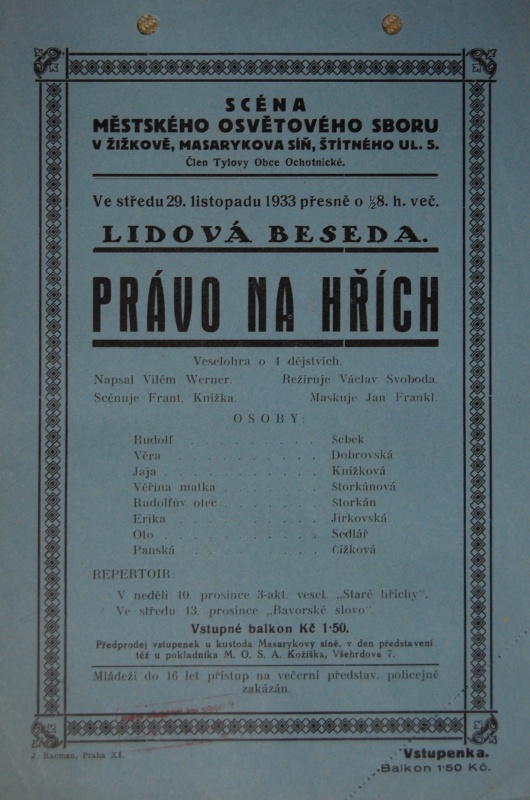 SCÉNA
MĚSTSKÉHO OSVĚTOVÉHO SBORU
V ŽIŽKOVĚ, MASARYKOVA SÍŇ, ŠTÍTNÉHO UL. 5.
Člen Tylovy Obce Ochotnické.
Ve středu 29. listopadu 1933 přesně o ½8. h. več.
LIDOVÁ BESEDA.
PRÁVO NA HŘÍCH
Veselohra o 4 dějstvích.
Napsal Vilém Werner. Režíruje Václav Svoboda.
Scénuje Frant. Knížka. Maskuje Jan Frankl.
OSOBY:
Rudolf . . . . . . . . . Šebek
Věra . . . . . . . . . Dobrovská
Jaja . . . . . . . . . Knížková
Věřina matka . . . . . . Štorkánová
Rudolfův otec . . . . . . Štorkán
Erika . . . . . . . . . Jirkovská
Oto . . . . . . . . . Sedlář
Panská . . . . . . . . . Čížková
REPERTOIR:
V neděli 10. prosince 3-akt. vesel. „Staré hříchy".
Ve středu 13. prosince „Bavorské slovo".
Vstupné balkon Kč 1·50.
Předprodej vstupenek u kustoda Masarykovy síně, v den představení
též u pokladníka M. O. S. A. Kožíška, Všehrdova 7.
Mládeži do 16 let přístup na večerní představ. policejně
zakázán.
J. Racman, Praha XI.
Vstupenka.
Balkon 1·50 Kč.